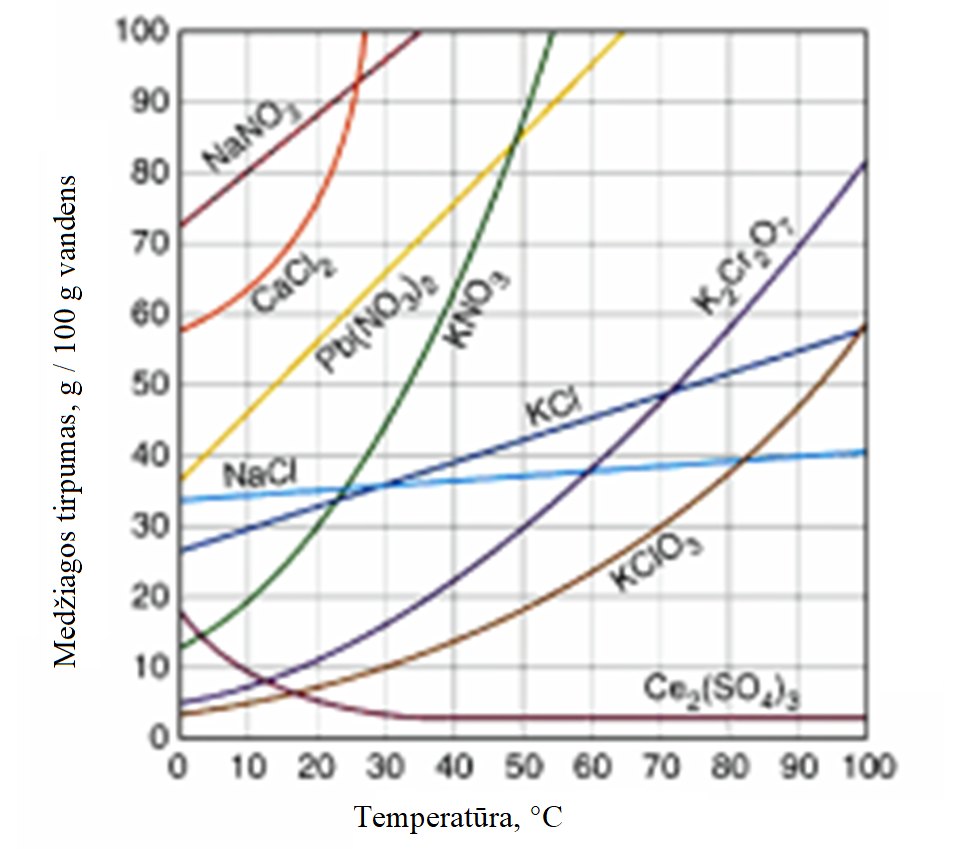 Medžiagos tirpumas, g / 100 g vandens
100
90
80
70
60
50
40
30
20
10
0
NaNO₃
CaCl₂
Pb(NO₃)₂
KNO₃
K₂Cr₂O₇
KCl
NaCl
KClO₃
Ce₂(SO₄)₃
0 10 20 30 40 50 60 70 80 90 100
Temperatūra, °C